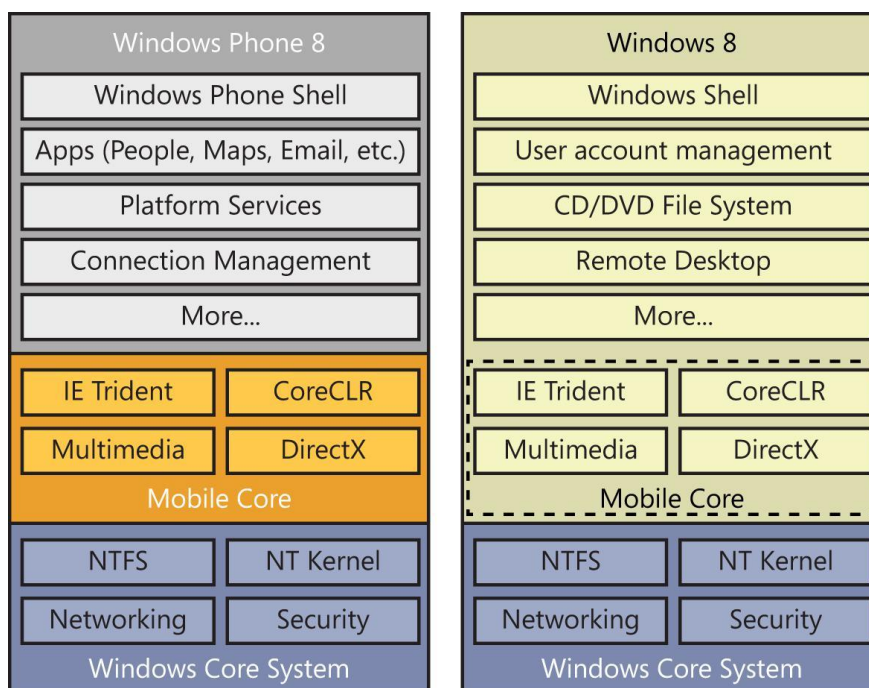 Windows Phone 8
Windows Phone Shell
Apps (People, Maps, Email, etc.)
Platform Services
Connection Management
More...
IE Trident
CoreCLR
Multimedia
DirectX
Mobile Core
NTFS
NT Kernel
Networking
Security
Windows Core System
Windows 8
Windows Shell
User account management
CD/DVD File System
Remote Desktop
More...
IE Trident
CoreCLR
Multimedia
DirectX
Mobile Core
NTFS
NT Kernel
Networking
Security
Windows Core System